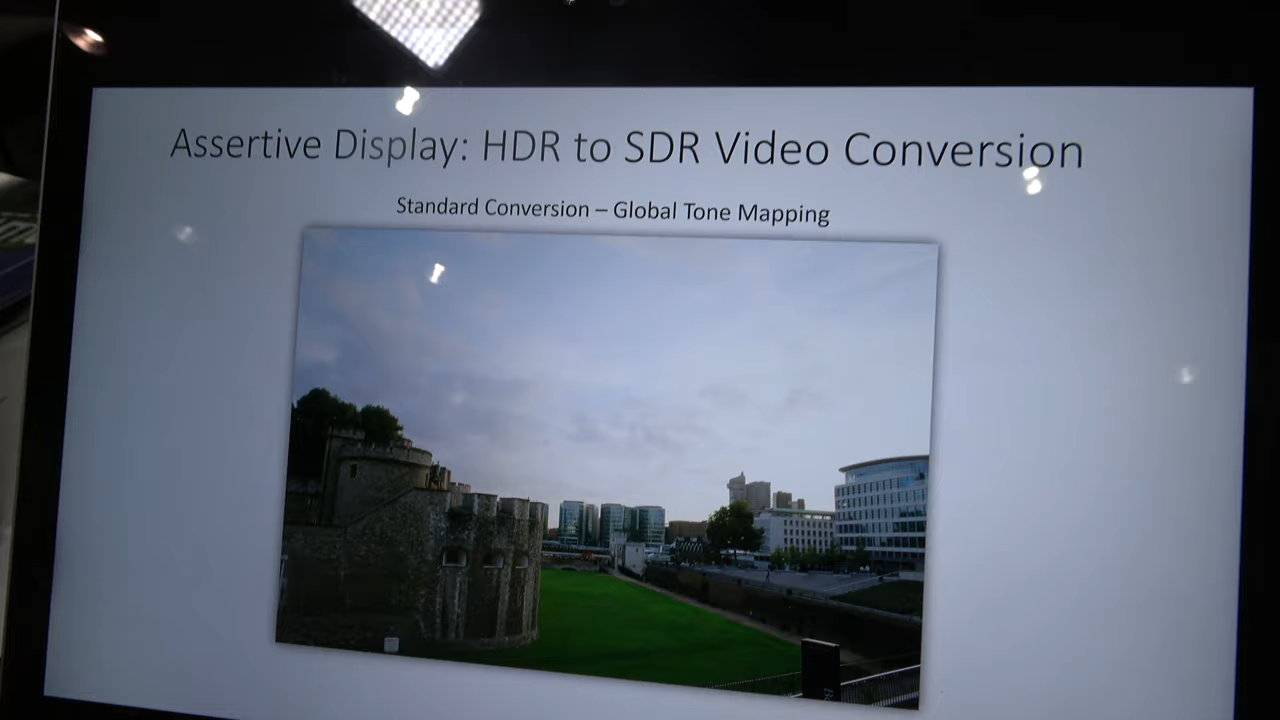 Assertive Display: HDR to SDR Video Conversion
Standard Conversion – Global Tone Mapping